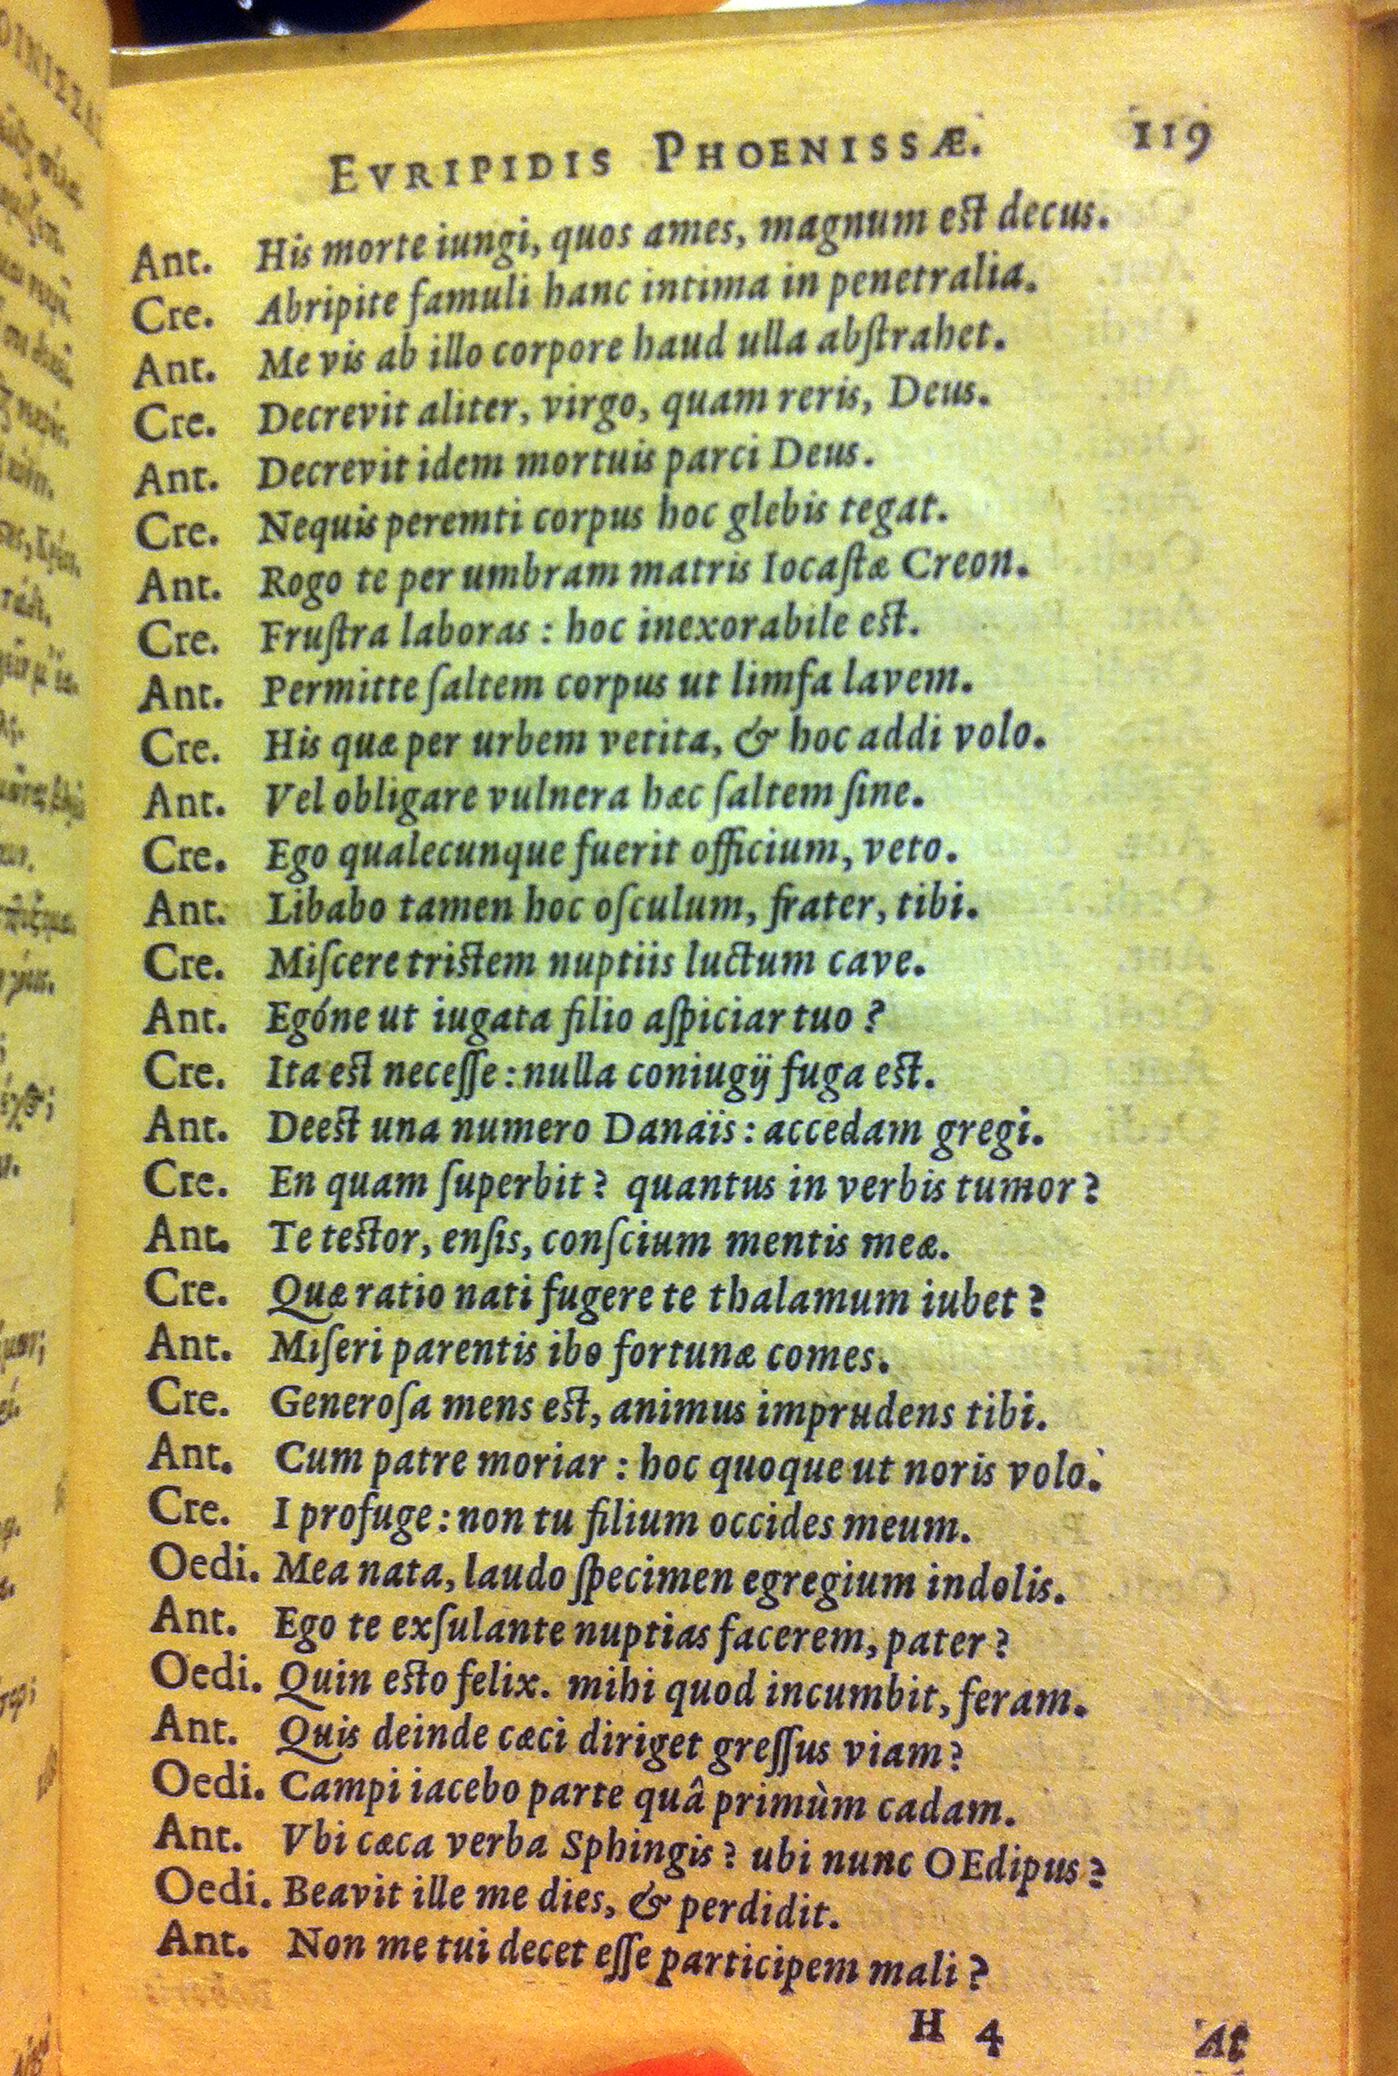 EVRIPIDIS PHOENISSÆ. 119
Ant. His morte iungi, quos ames, magnum est decus.
Cre. Abripite famuli hanc intima in penetralia.
Ant. Me vis ab illo corpore haud ulla abſtrahet.
Cre. Decrevit aliter, virgo, quam reris, Deus.
Ant. Decrevit idem mortuis parci Deus.
Cre. Nequis peremti corpus hoc glebis tegat.
Ant. Rogo te per umbram matris Iocaſtæ Creon.
Cre. Fruſtra laboras : hoc inexorabile est.
Ant. Permitte ſaltem corpus ut limfa lavem.
Cre. His quæ per urbem vetita, & hoc addi volo.
Ant. Vel obligare vulnera hæc ſaltem ſine.
Cre. Ego qualecunque fuerit officium, veto.
Ant. Libabo tamen hoc oſculum, frater, tibi.
Cre. Miſcere tristem nuptiis luctum cave.
Ant. Egóne ut iugata filio aſpiciar tuo ?
Cre. Ita est neceſſe : nulla coniugij fuga est.
Ant. Deest una numero Danaïs : accedam gregi.
Cre. En quam ſuperbit ? quantus in verbis tumor ?
Ant. Te testor, enſis, conſcium mentis meæ.
Cre. Quæ ratio nati fugere te thalamum iubet ?
Ant. Miſeri parentis ibo fortunæ comes.
Cre. Generoſa mens est, animus imprudens tibi.
Ant. Cum patre moriar : hoc quoque ut noris volo.
Cre. I profuge : non tu filium occides meum.
Oedi. Mea nata, laudo ſpecimen egregium indolis.
Ant. Ego te exſulante nuptias facerem, pater ?
Oedi. Quin esto felix. mihi quod incumbit, feram.
Ant. Quis deinde cæci diriget greſſus viam ?
Oedi. Campi iacebo parte quâ primùm cadam.
Ant. Vbi cæca verba Sphingis ? ubi nunc OEdipus ?
Oedi. Beavit ille me dies, & perdidit.
Ant. Non me tui decet eſſe participem mali ?
H 4 At